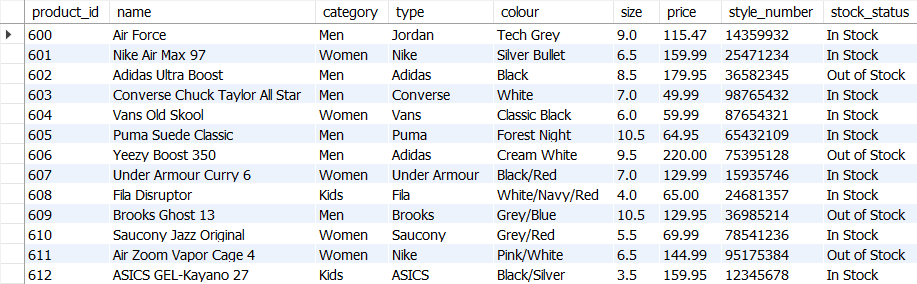 product_id name category type colour size price style_number stock_status
600 Air Force Men Jordan Tech Grey 9.0 115.47 14359932 In Stock
601 Nike Air Max 97 Women Nike Silver Bullet 6.5 159.99 25471234 In Stock
602 Adidas Ultra Boost Men Adidas Black 8.5 179.95 36582345 Out of Stock
603 Converse Chuck Taylor All Star Men Converse White 7.0 49.99 98765432 In Stock
604 Vans Old Skool Women Vans Classic Black 6.0 59.99 87654321 In Stock
605 Puma Suede Classic Men Puma Forest Night 10.5 64.95 65432109 In Stock
606 Yeezy Boost 350 Men Adidas Cream White 9.5 220.00 75395128 Out of Stock
607 Under Armour Curry 6 Women Under Armour Black/Red 7.0 129.99 15935746 In Stock
608 Fila Disruptor Kids Fila White/Navy/Red 4.0 65.00 24681357 In Stock
609 Brooks Ghost 13 Men Brooks Grey/Blue 10.5 129.95 36985214 Out of Stock
610 Saucony Jazz Original Women Saucony Grey/Red 5.5 69.99 78541236 In Stock
611 Air Zoom Vapor Cage 4 Women Nike Pink/White 6.5 144.99 95175384 Out of Stock
612 ASICS GEL-Kayano 27 Kids ASICS Black/Silver 3.5 159.95 12345678 In Stock